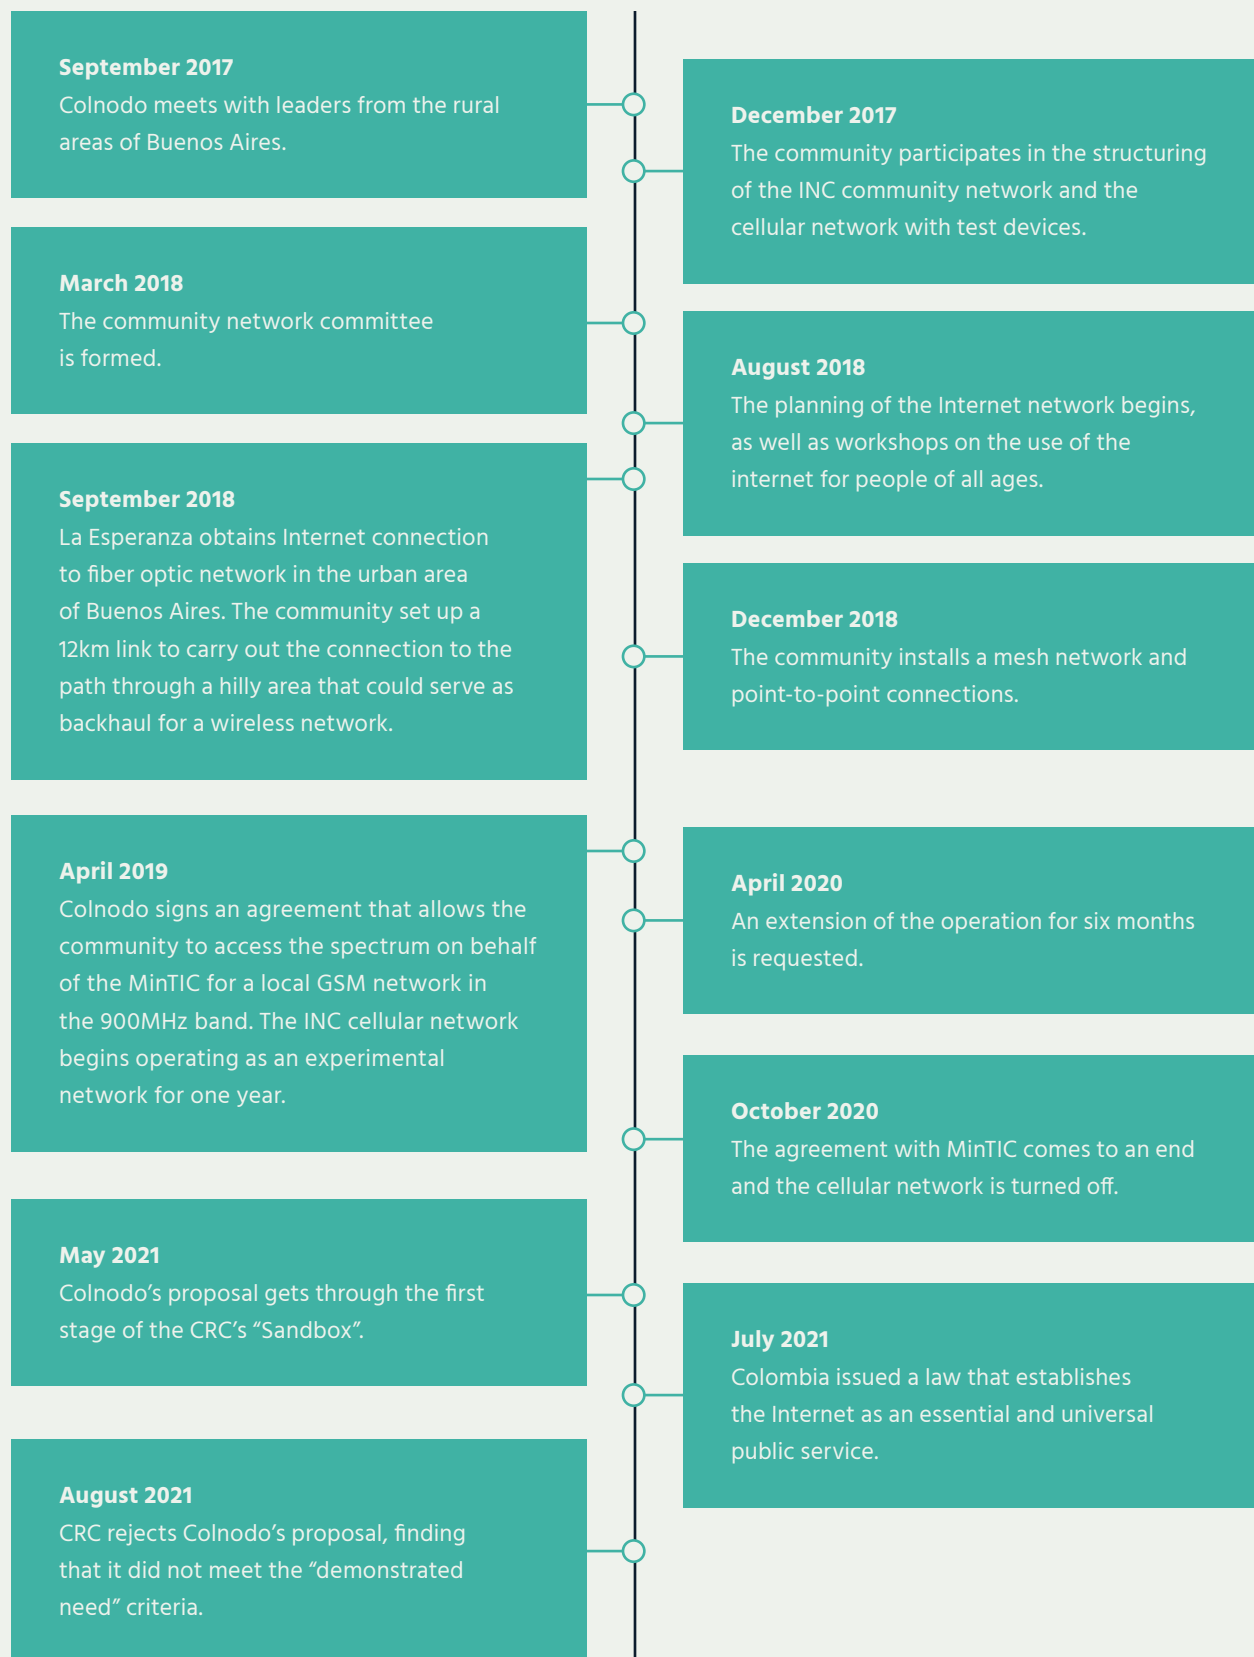 September 2017
Colnodo meets with leaders from the rural
areas of Buenos Aires.
December 2017
The community participates in the structuring
of the INC community network and the
cellular network with test devices.
March 2018
The community network committee
is formed.
August 2018
The planning of the Internet network begins,
as well as workshops on the use of the
internet for people of all ages.
September 2018
La Esperanza obtains Internet connection
to fiber optic network in the urban area
of Buenos Aires. The community set up a
12km link to carry out the connection to the
path through a hilly area that could serve as
backhaul for a wireless network.
December 2018
The community installs a mesh network and
point-to-point connections.
April 2019
Colnodo signs an agreement that allows the
community to access the spectrum on behalf
of the MinTIC for a local GSM network in
the 900MHz band. The INC cellular network
begins operating as an experimental
network for one year.
April 2020
An extension of the operation for six months
is requested.
October 2020
The agreement with MinTIC comes to an end
and the cellular network is turned off.
May 2021
Colnodo’s proposal gets through the first
stage of the CRC’s “Sandbox”.
July 2021
Colombia issued a law that establishes
the Internet as an essential and universal
public service.
August 2021
CRC rejects Colnodo’s proposal, finding
that it did not meet the “demonstrated
need” criteria.